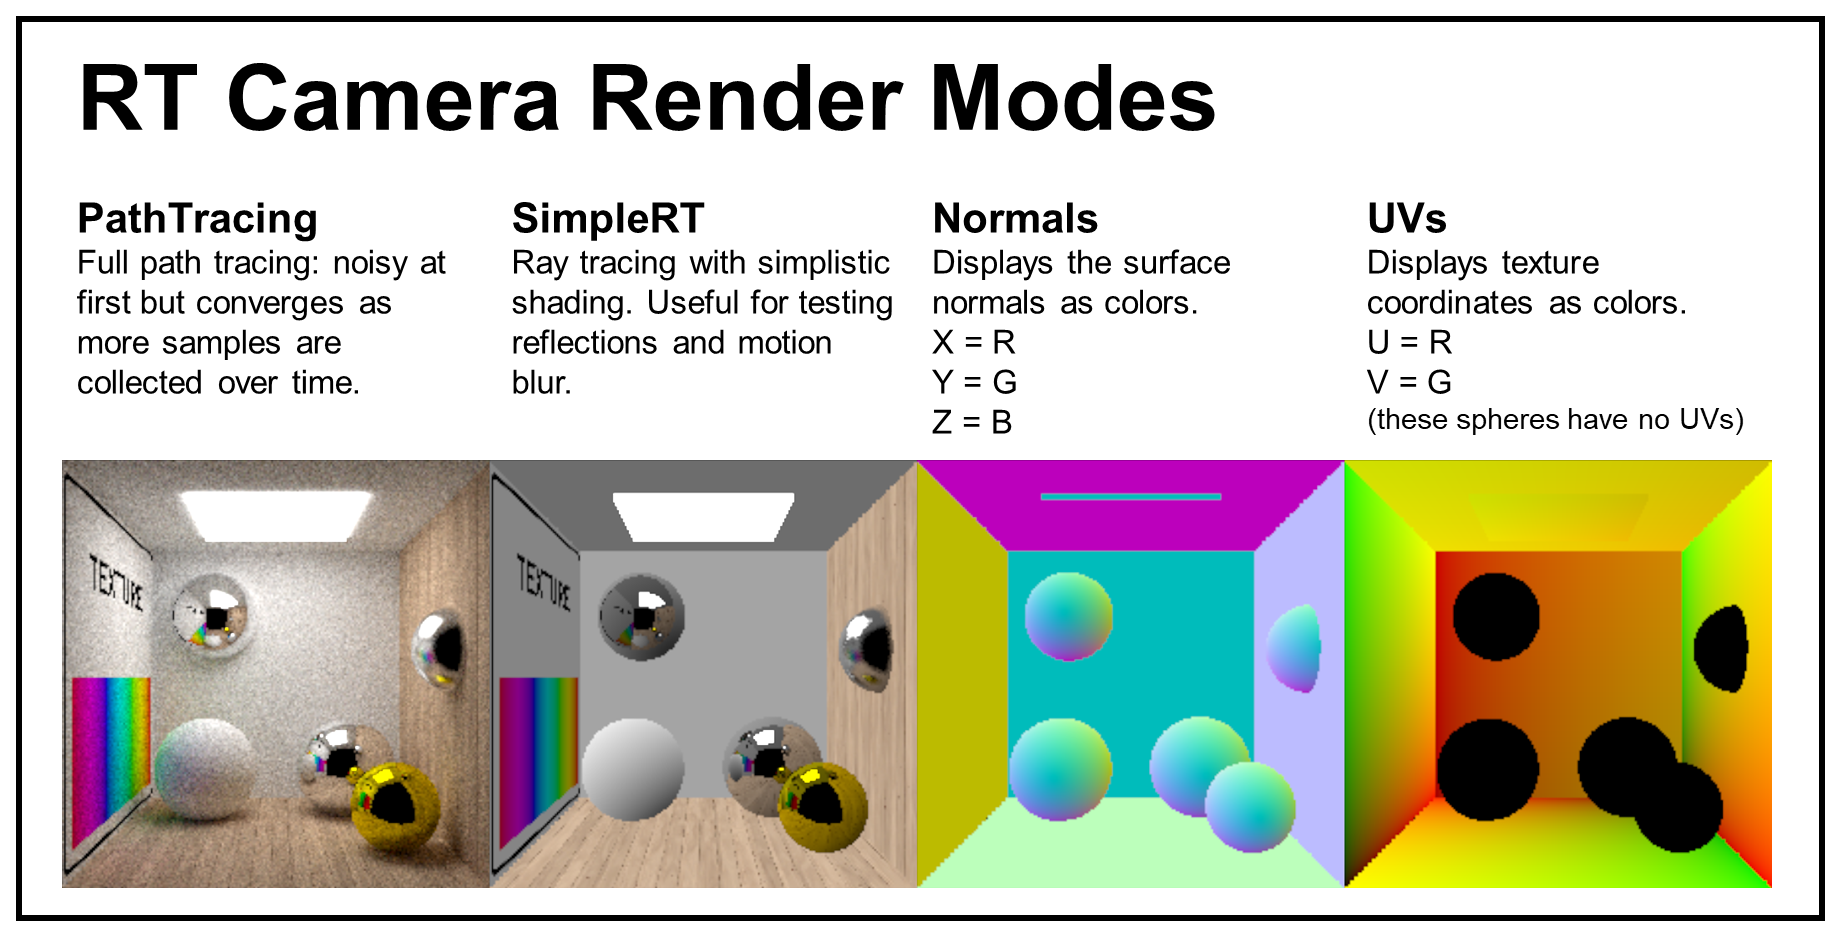 RT Camera Render Modes
PathTracing
Full path tracing: noisy at
first but converges as
more samples are
collected over time.
SimpleRT
Ray tracing with simplistic
shading. Useful for testing
reflections and motion
blur.
Normals
Displays the surface
normals as colors.
X = R
Y = G
Z = B
UVs
Displays texture
coordinates as colors.
U = R
V = G
(these spheres have no UVs)
TEXTURE
TEXTURE